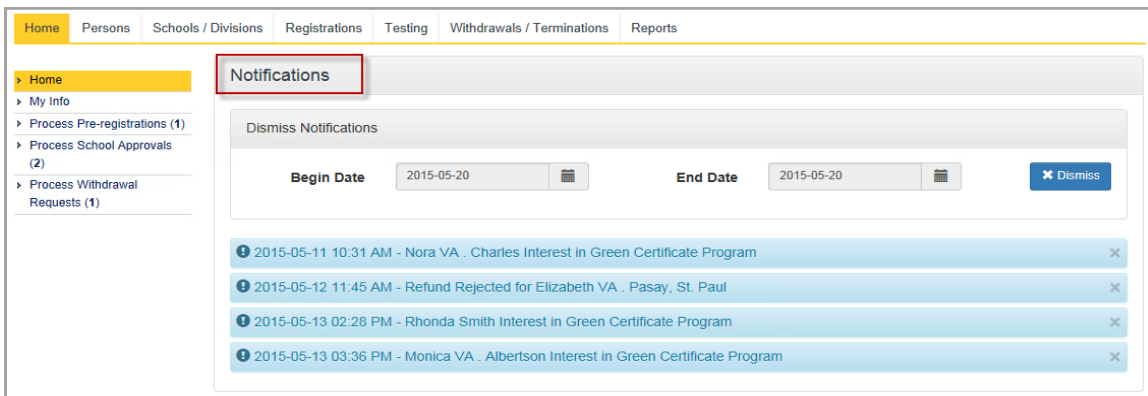 Home Persons Schools / Divisions Registrations Testing Withdrawals / Terminations Reports
Home
My Info
Process Pre-registrations (1)
Process School Approvals
(2)
Process Withdrawal
Requests (1)
Notifications
Dismiss Notifications
Begin Date 2015-05-20 End Date 2015-05-20 Dismiss
2015-05-11 10:31 AM - Nora VA . Charles Interest in Green Certificate Program
2015-05-12 11:45 AM - Refund Rejected for Elizabeth VA . Pasay, St. Paul
2015-05-13 02:28 PM - Rhonda Smith Interest in Green Certificate Program
2015-05-13 03:36 PM - Monica VA . Albertson Interest in Green Certificate Program